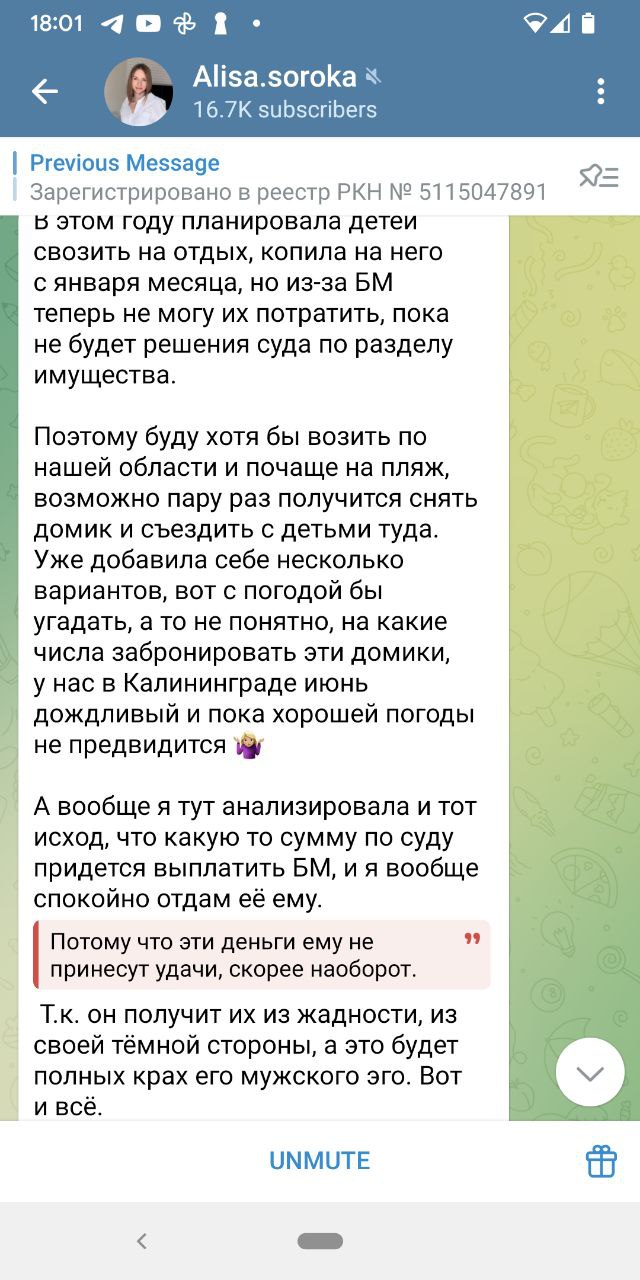 18:01
Alisa.soroka
16.7K subscribers
Previous Message
Зарегистрировано в реестр РКН № 5115047891
В этом году планировала детей
свозить на отдых, копила на него
с января месяца, но из-за БМ
теперь не могу их потратить, пока
не будет решения суда по разделу
имущества.
Поэтому буду хотя бы возить по
нашей области и почаще на пляж,
возможно пару раз получится снять
домик и съездить с детьми туда.
Уже добавила себе несколько
вариантов, вот с погодой бы
угадать, а то не понятно, на какие
числа забронировать эти домики,
у нас в Калининграде июнь
дождливый и пока хорошей погоды
не предвидится 🤷🏼‍♀️
А вообще я тут анализировала и тот
исход, что какую то сумму по суду
придется выплатить БМ, и я вообще
спокойно отдам её ему.
Потому что эти деньги ему не
принесут удачи, скорее наоборот.
Т.к. он получит их из жадности, из
своей тёмной стороны, а это будет
полных крах его мужского эго. Вот
и всё.
UNMUTE